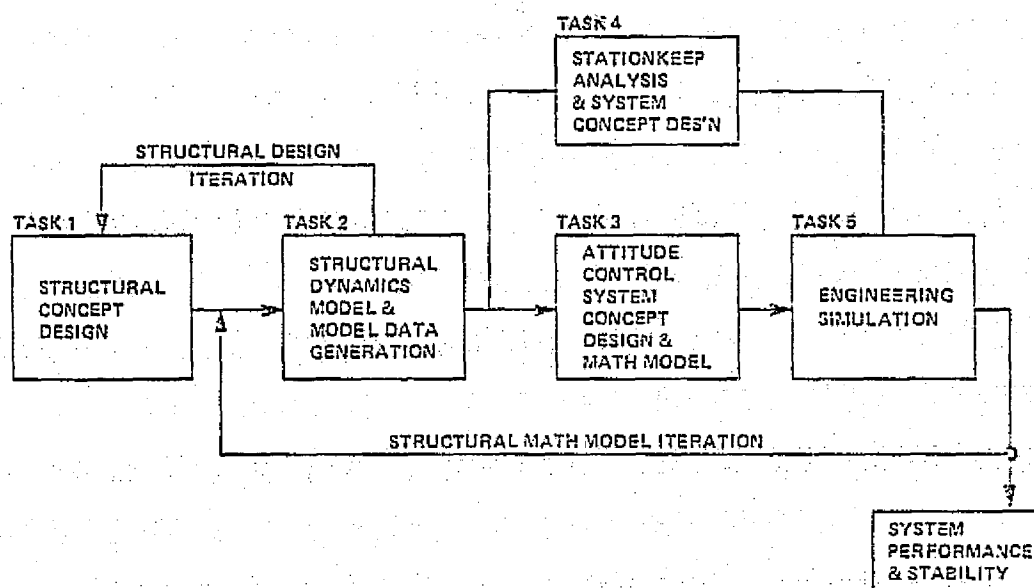 TASK 4
STATIONKEEP
ANALYSIS
& SYSTEM
CONCEPT DES'N
STRUCTURAL DESIGN
ITERATION
TASK 1
STRUCTURAL
CONCEPT
DESIGN
TASK 2
STRUCTURAL
DYNAMICS
MODEL &
MODEL DATA
GENERATION
TASK 3
ATTITUDE
CONTROL
SYSTEM
CONCEPT
DESIGN &
MATH MODEL
TASK 5
ENGINEERING
SIMULATION
STRUCTURAL MATH MODEL ITERATION
SYSTEM
PERFORMANCE
& STABILITY